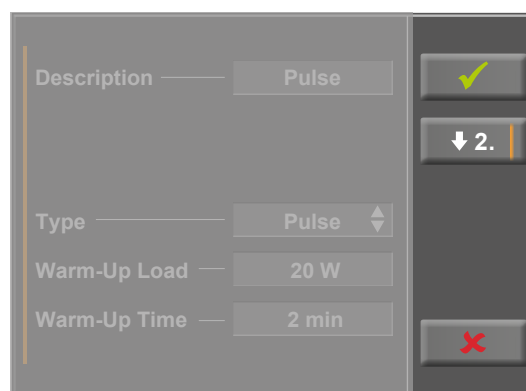 Description Pulse
2.
Type Pulse
Warm-Up Load 20 W
Warm-Up Time 2 min